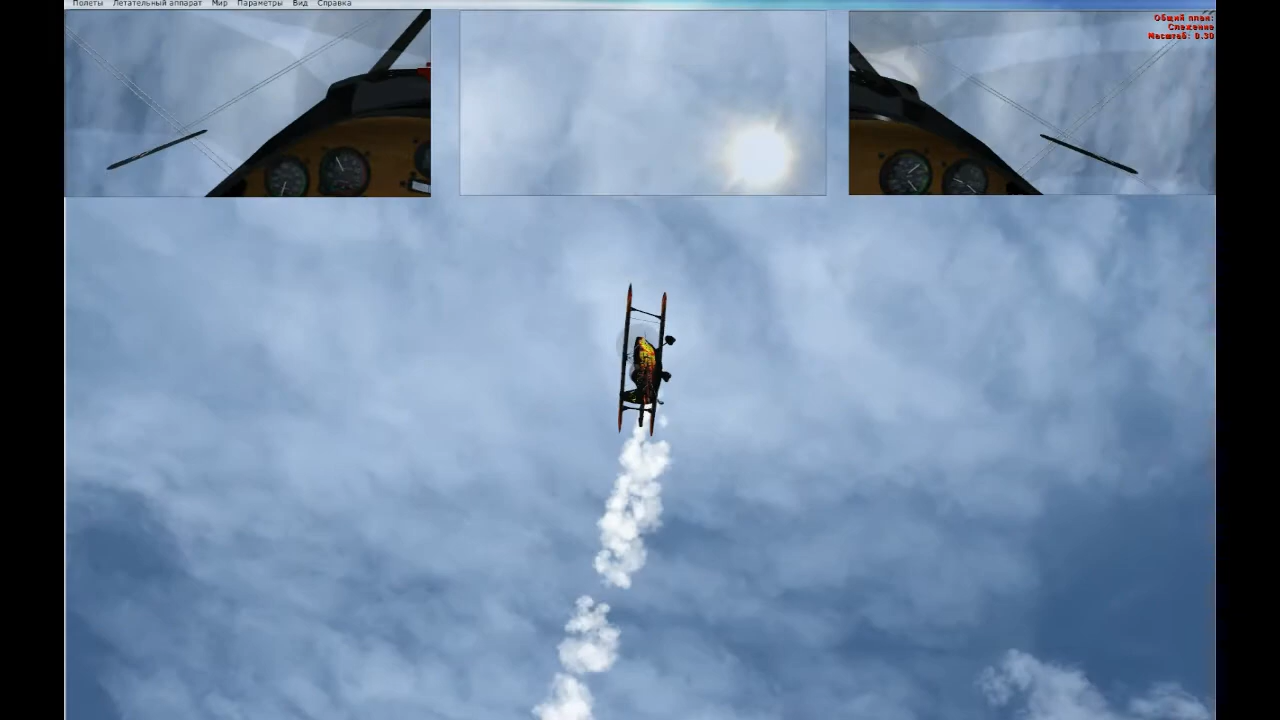 Полеты Летательный аппарат Мир Параметры Вид Справка
Общий план:
Слежение
Масштаб: 0.30